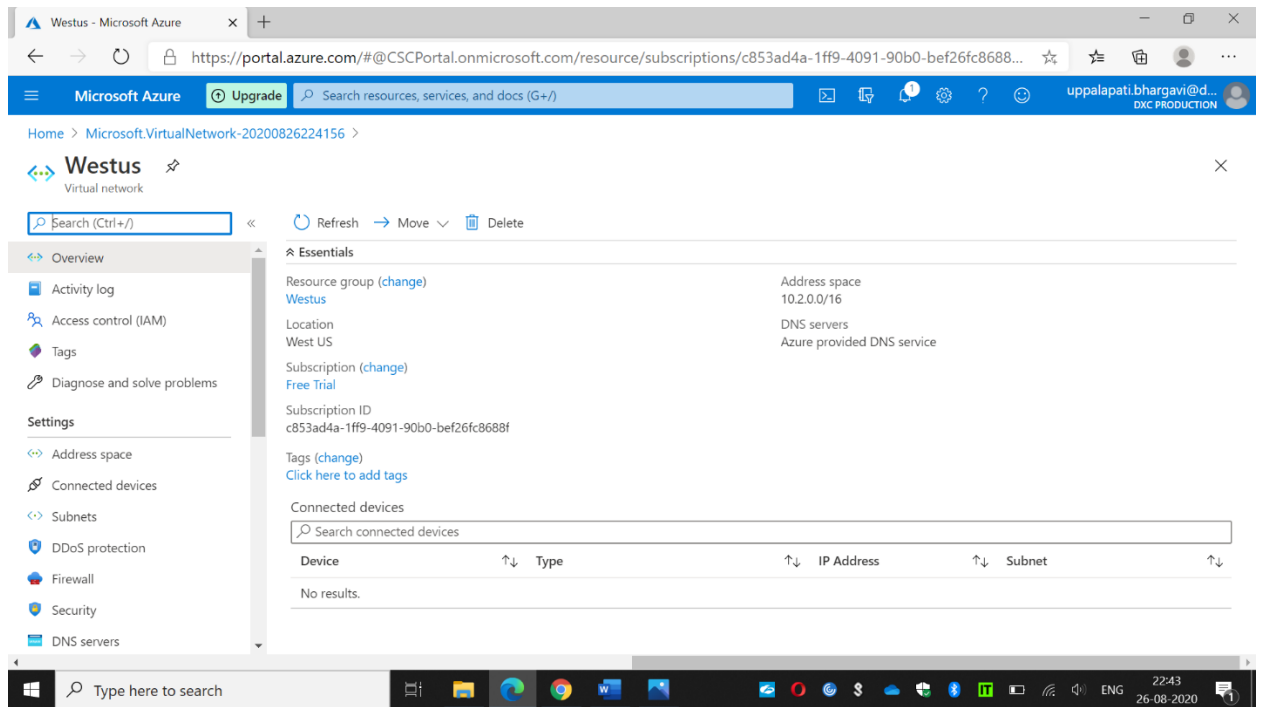 Westus - Microsoft Azure
https://portal.azure.com/#@CSCPortal.onmicrosoft.com/resource/subscriptions/c853ad4a-1ff9-4091-90b0-bef26fc8688...
Microsoft Azure
Upgrade
Search resources, services, and docs (G+/)
1
uppalapati.bhargavi@d...
DXC PRODUCTION
Home > Microsoft.VirtualNetwork-20200826224156 >
Westus
Virtual network
Search (Ctrl+/)
«
Overview
Activity log
Access control (IAM)
Tags
Diagnose and solve problems
Settings
Address space
Connected devices
Subnets
DDoS protection
Firewall
Security
DNS servers
Refresh
Move
Delete
Essentials
Resource group (change)
Westus
Location
West US
Subscription (change)
Free Trial
Subscription ID
c853ad4a-1ff9-4091-90b0-bef26fc8688f
Tags (change)
Click here to add tags
Address space
10.2.0.0/16
DNS servers
Azure provided DNS service
Connected devices
Search connected devices
Device Type IP Address Subnet
No results.
Type here to search
ENG
22:43
26-08-2020
1